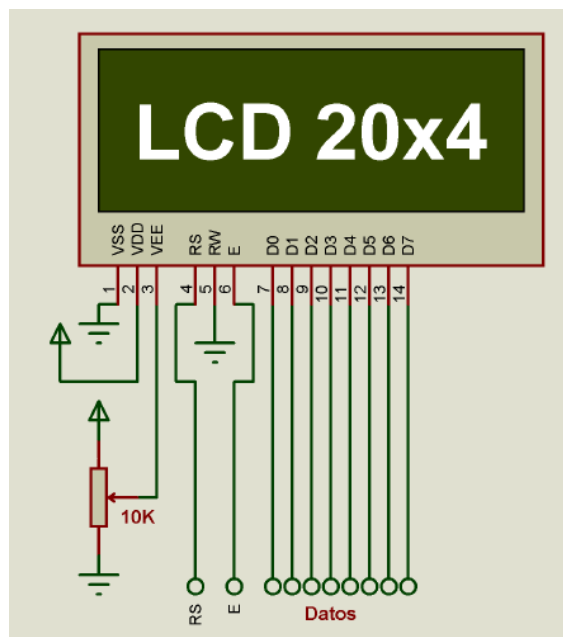 LCD 20x4
VSS VDD VEE RS RW E D0 D1 D2 D3 D4 D5 D6 D7
1 2 3 4 5 6 7 8 9 10 11 12 13 14
10K
RS E Datos